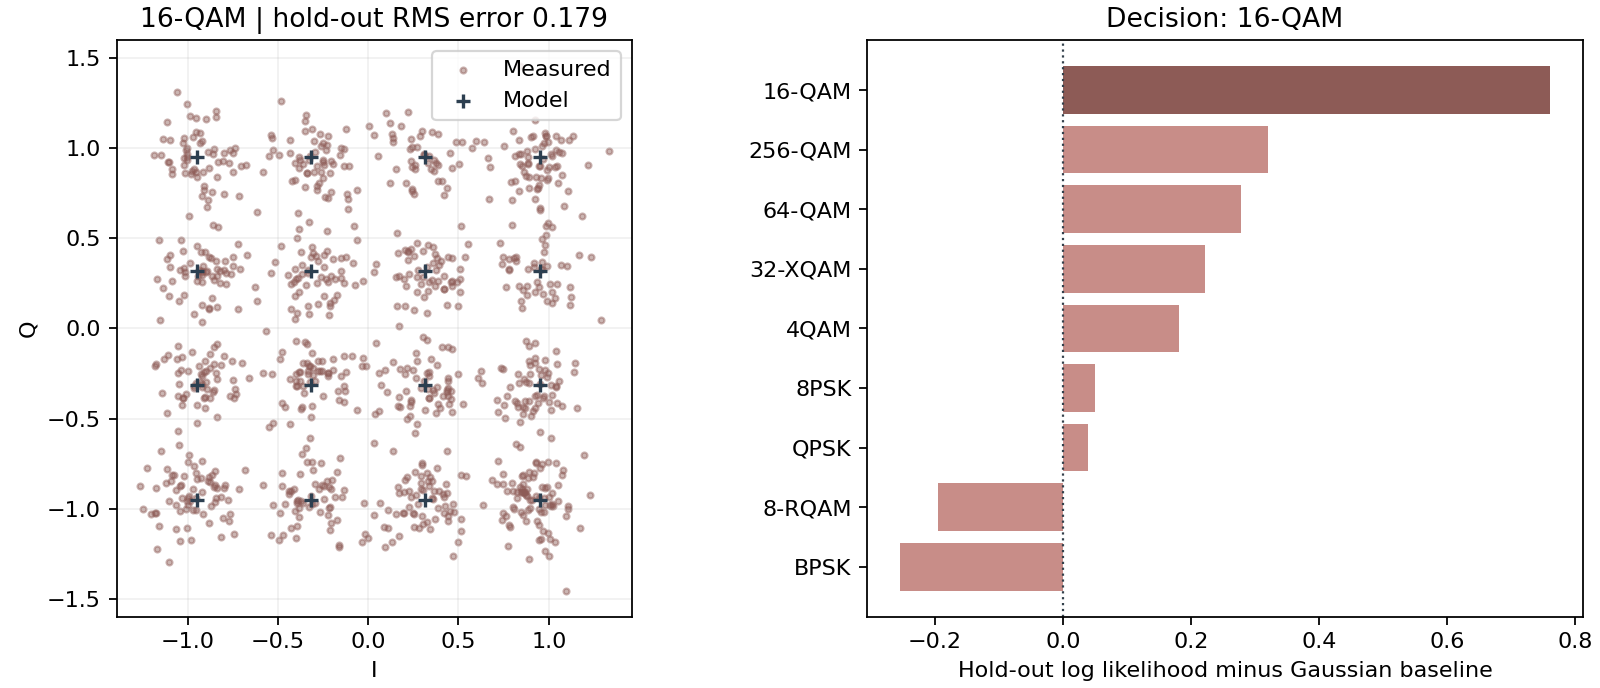 16-QAM | hold-out RMS error 0.179
Measured
Model
1.5
1.0
0.5
0.0
−0.5
−1.0
−1.5
Q
−1.0
−0.5
0.0
0.5
1.0
I
Decision: 16-QAM
16-QAM
256-QAM
64-QAM
32-XQAM
4QAM
8PSK
QPSK
8-RQAM
BPSK
−0.2
0.0
0.2
0.4
0.6
0.8
Hold-out log likelihood minus Gaussian baseline